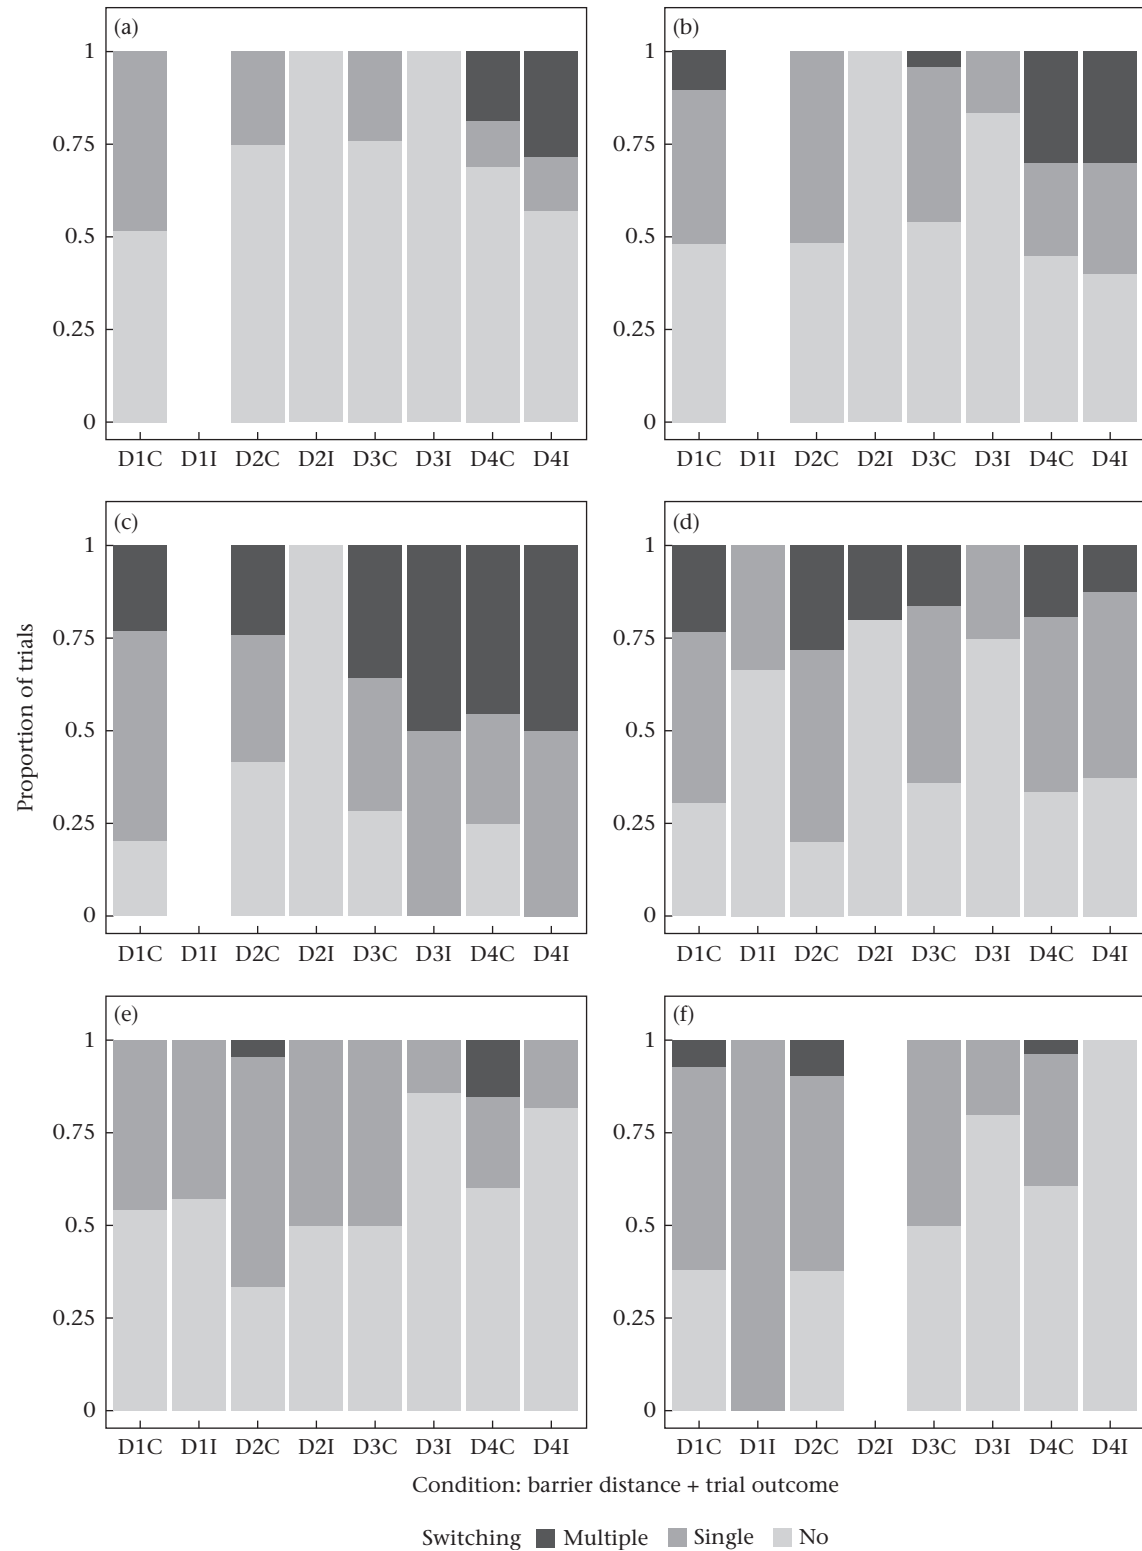 (a)
1
0.75
0.5
0.25
0
D1C D1I D2C D2I D3C D3I D4C D4I
(b)
1
0.75
0.5
0.25
0
D1C D1I D2C D2I D3C D3I D4C D4I
Proportion of trials
(c)
1
0.75
0.5
0.25
0
D1C D1I D2C D2I D3C D3I D4C D4I
(d)
1
0.75
0.5
0.25
0
D1C D1I D2C D2I D3C D3I D4C D4I
(e)
1
0.75
0.5
0.25
0
D1C D1I D2C D2I D3C D3I D4C D4I
(f)
1
0.75
0.5
0.25
0
D1C D1I D2C D2I D3C D3I D4C D4I
Condition: barrier distance + trial outcome
Switching Multiple Single No